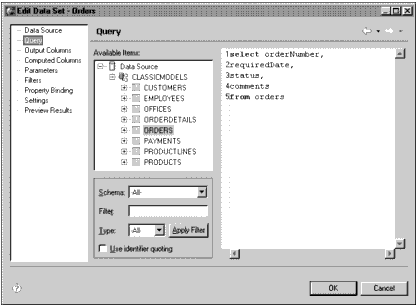 Edit Data Set - Orders
Data Source
Query
Output Columns
Computed Columns
Parameters
Filters
Property Binding
Settings
Preview Results
Query
Available Items:
Data Source
CLASSICMODELS
CUSTOMERS
EMPLOYEES
OFFICES
ORDERDETAILS
ORDERS
PAYMENTS
PRODUCTLINES
PRODUCTS
Schema: -All-
Filter:
Type: -All- Apply Filter
Use identifier quoting
1select orderNumber,
2requiredDate,
3status,
4comments
5from orders
? OK Cancel